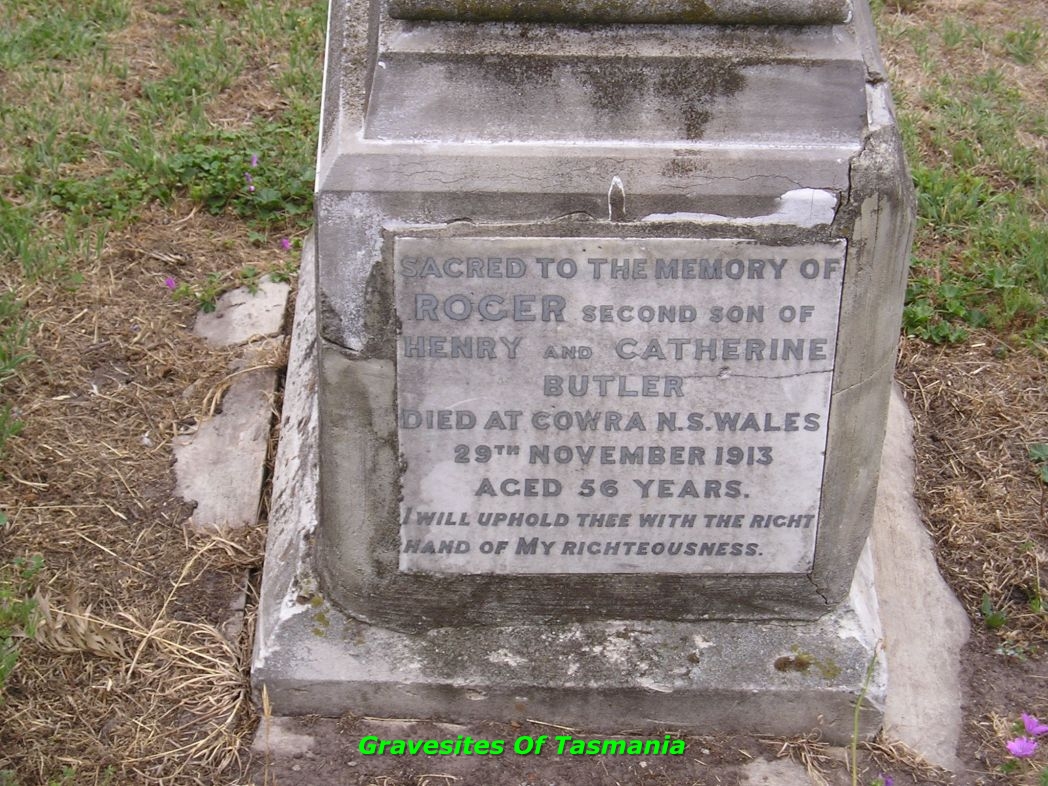 SACRED TO THE MEMORY OF
ROGER SECOND SON OF
HENRY AND CATHERINE
BUTLER
DIED AT COWRA N.S.WALES
29TH NOVEMBER 1913
AGED 56 YEARS.
I WILL UPHOLD THEE WITH THE RIGHT
HAND OF MY RIGHTEOUSNESS.
Gravesites Of Tasmania